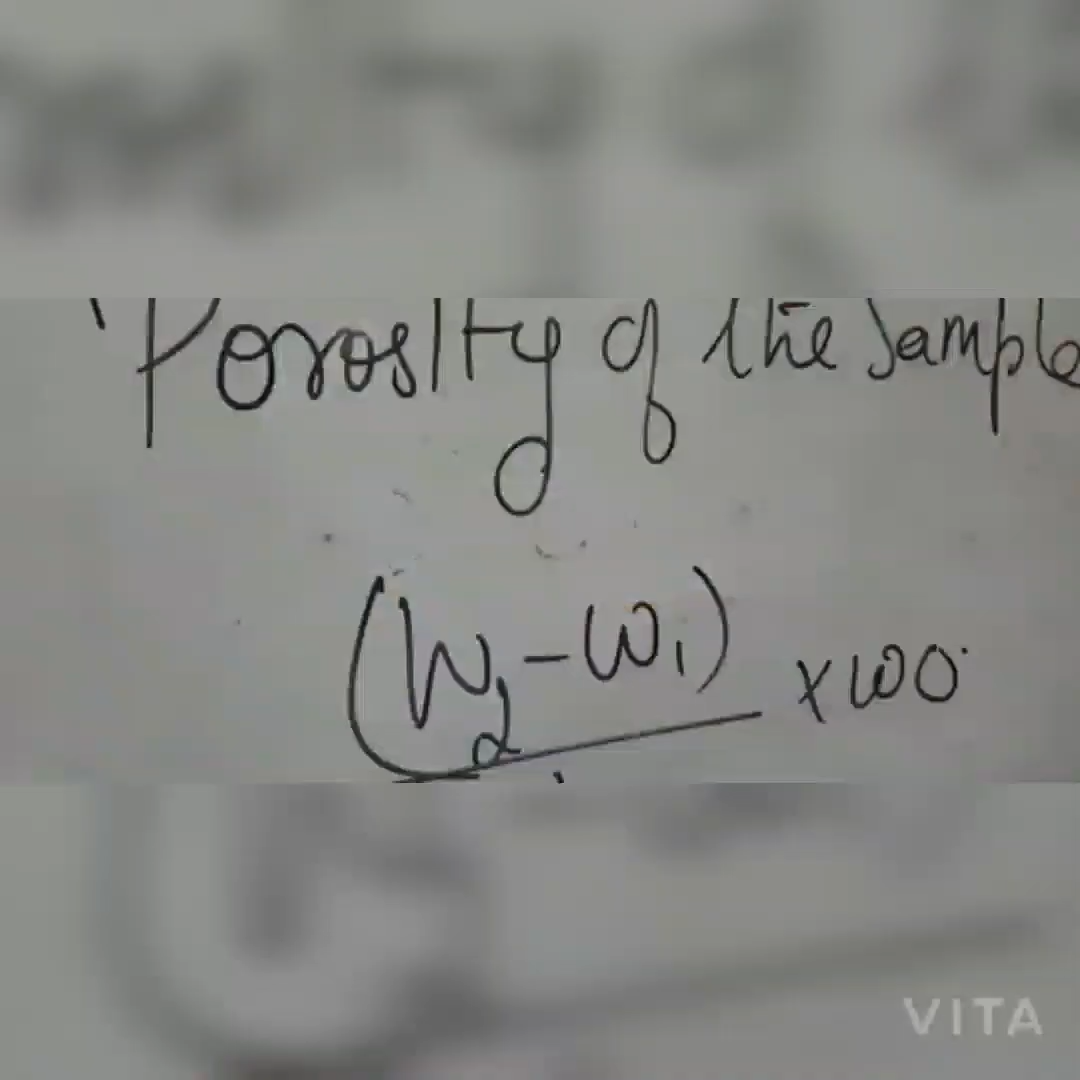 Porosity of the Sample
(W₂ - W₁) x100
VITA